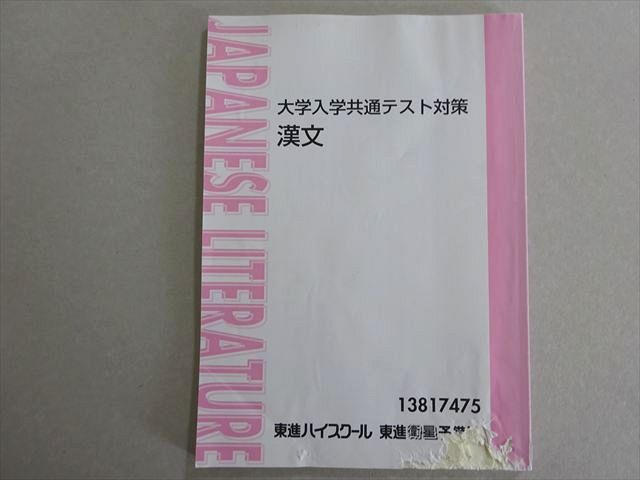 JAPANESE LITERATURE
大学入学共通テスト対策
漢文
13817475
東進ハイスクール 東進衛星予備